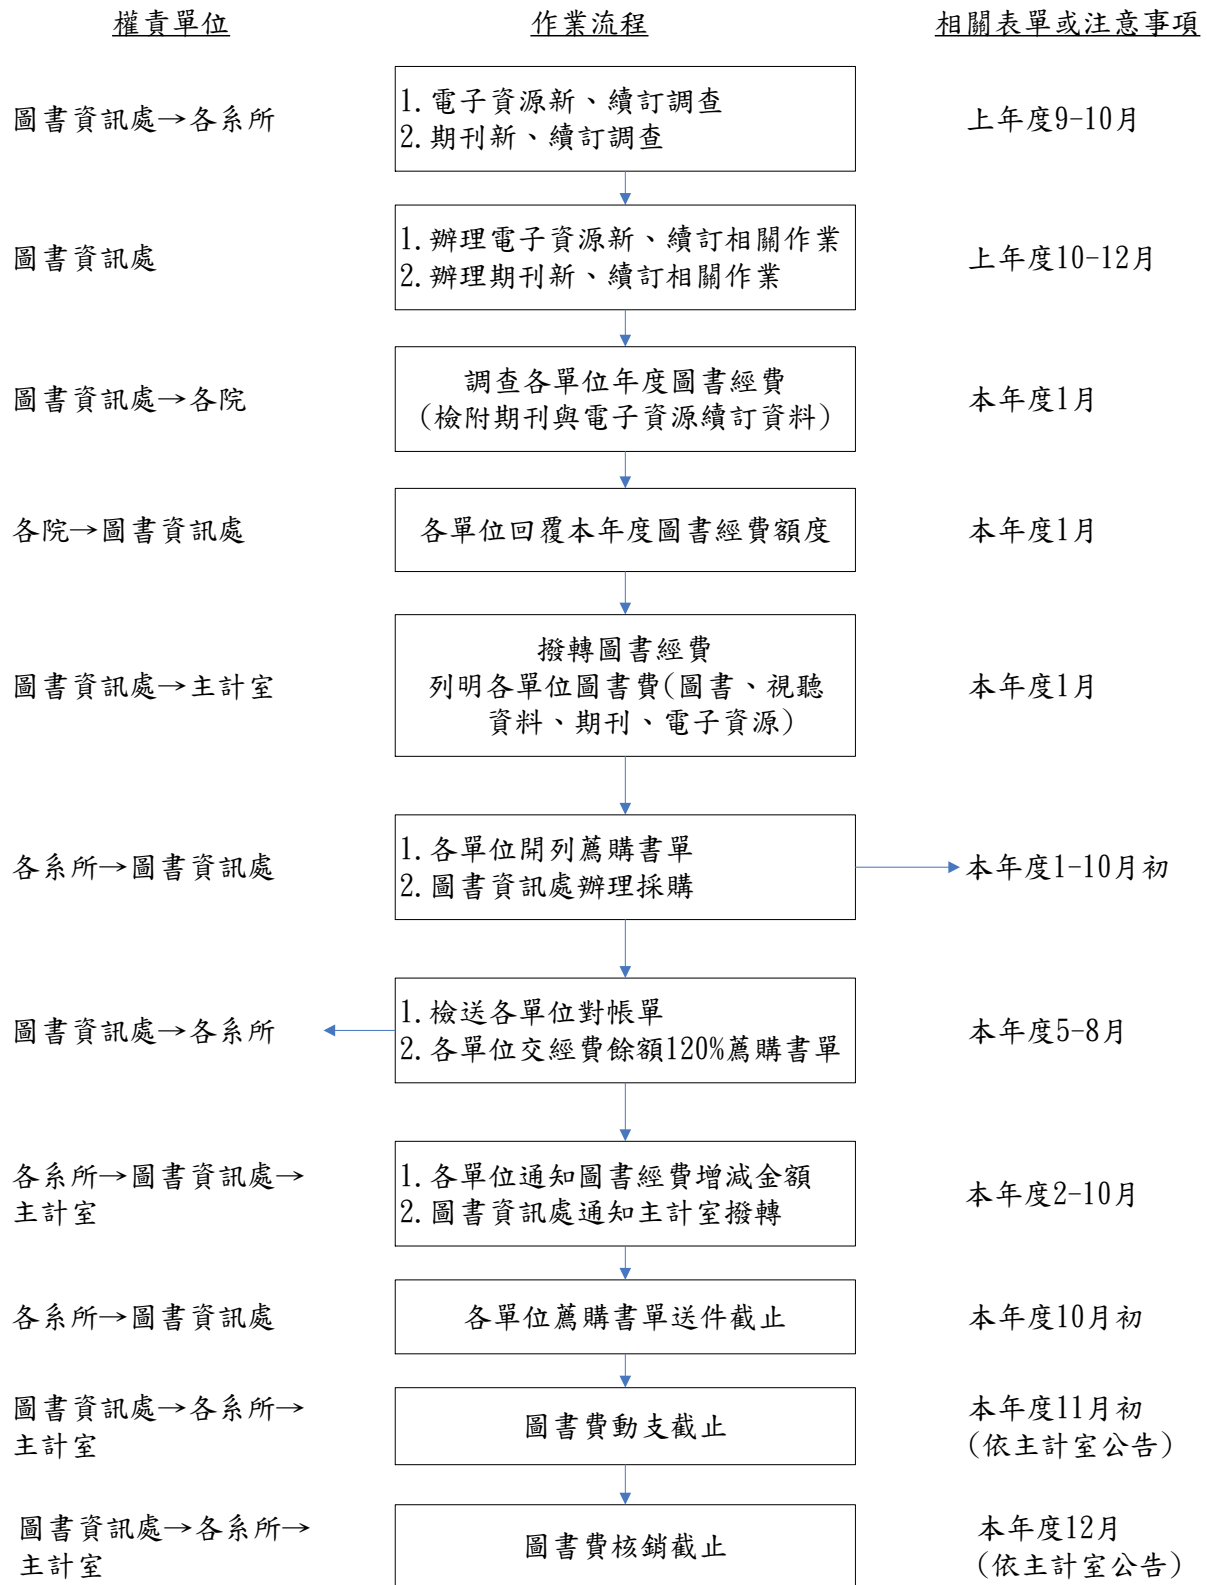 權責單位
作業流程
相關表單或注意事項
圖書資訊處→各系所
1.電子資源新、續訂調查
2.期刊新、續訂調查
上年度9-10月
圖書資訊處
1.辦理電子資源新、續訂相關作業
2.辦理期刊新、續訂相關作業
上年度10-12月
圖書資訊處→各院
調查各單位年度圖書經費
(檢附期刊與電子資源續訂資料)
本年度1月
各院→圖書資訊處
各單位回覆本年度圖書經費額度
本年度1月
圖書資訊處→主計室
撥轉圖書經費
列明各單位圖書費(圖書、視聽
資料、期刊、電子資源)
本年度1月
各系所→圖書資訊處
1.各單位開列薦購書單
2.圖書資訊處辦理採購
本年度1-10月初
圖書資訊處→各系所
1.檢送各單位對帳單
2.各單位交經費餘額120%薦購書單
本年度5-8月
各系所→圖書資訊處→
主計室
1.各單位通知圖書經費增減金額
2.圖書資訊處通知主計室撥轉
本年度2-10月
各系所→圖書資訊處
各單位薦購書單送件截止
本年度10月初
圖書資訊處→各系所→
主計室
圖書費動支截止
本年度11月初
(依主計室公告)
圖書資訊處→各系所→
主計室
圖書費核銷截止
本年度12月
(依主計室公告)